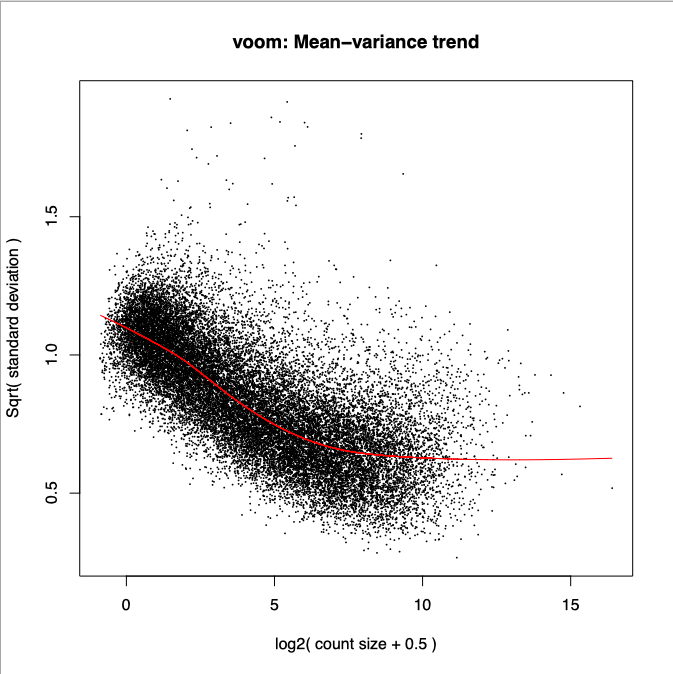 voom: Mean−variance trend
Sqrt( standard deviation )
1.5
1.0
0.5
0 5 10 15
log2( count size + 0.5 )